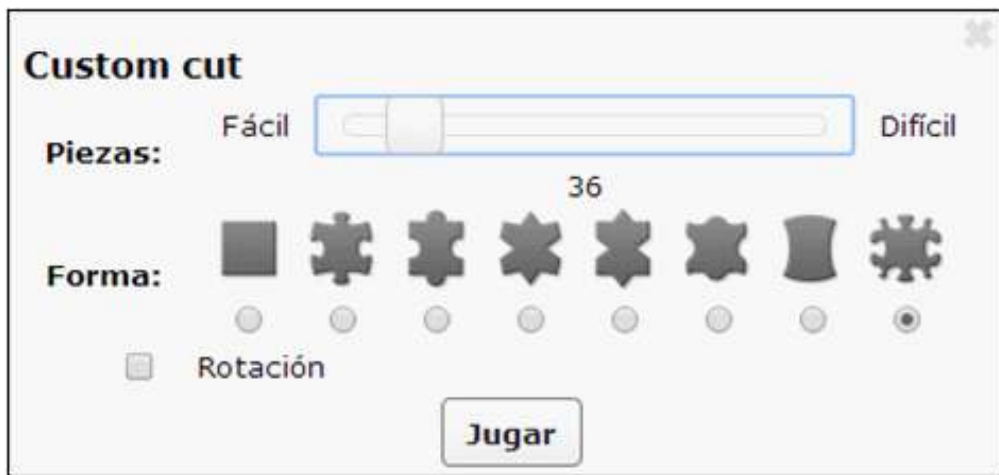 Custom cut
Piezas: Fácil Difícil
36
Forma:
Rotación
Jugar